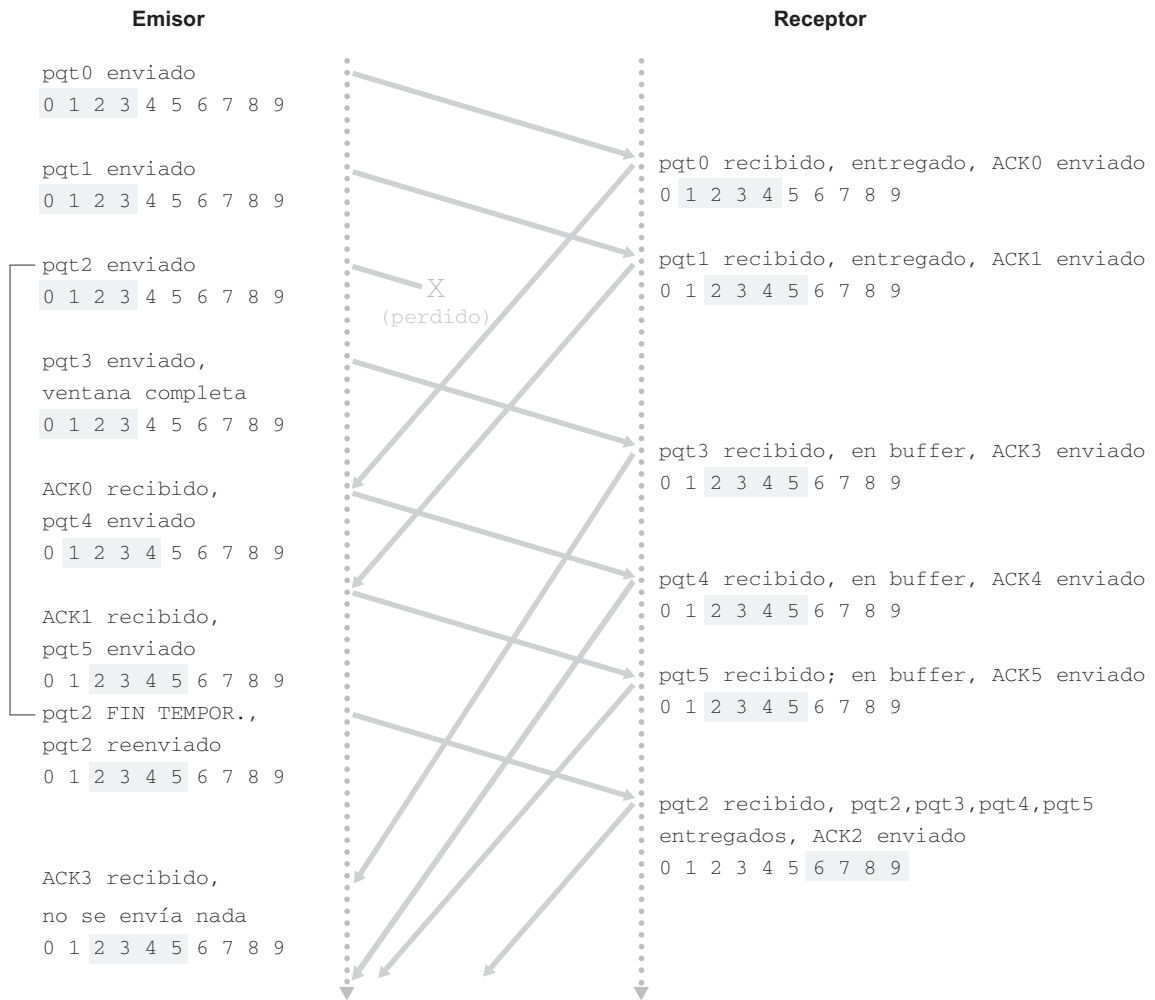 Emisor
Receptor
pqt0 enviado
0 1 2 3 4 5 6 7 8 9
pqt1 enviado
0 1 2 3 4 5 6 7 8 9
pqt2 enviado
0 1 2 3 4 5 6 7 8 9
pqt3 enviado,
ventana completa
0 1 2 3 4 5 6 7 8 9
ACK0 recibido,
pqt4 enviado
0 1 2 3 4 5 6 7 8 9
ACK1 recibido,
pqt5 enviado
0 1 2 3 4 5 6 7 8 9
pqt2 FIN TEMPOR.,
pqt2 reenviado
0 1 2 3 4 5 6 7 8 9
ACK3 recibido,
no se envía nada
0 1 2 3 4 5 6 7 8 9
X
(perdido)
pqt0 recibido, entregado, ACK0 enviado
0 1 2 3 4 5 6 7 8 9
pqt1 recibido, entregado, ACK1 enviado
0 1 2 3 4 5 6 7 8 9
pqt3 recibido, en buffer, ACK3 enviado
0 1 2 3 4 5 6 7 8 9
pqt4 recibido, en buffer, ACK4 enviado
0 1 2 3 4 5 6 7 8 9
pqt5 recibido; en buffer, ACK5 enviado
0 1 2 3 4 5 6 7 8 9
pqt2 recibido, pqt2,pqt3,pqt4,pqt5
entregados, ACK2 enviado
0 1 2 3 4 5 6 7 8 9